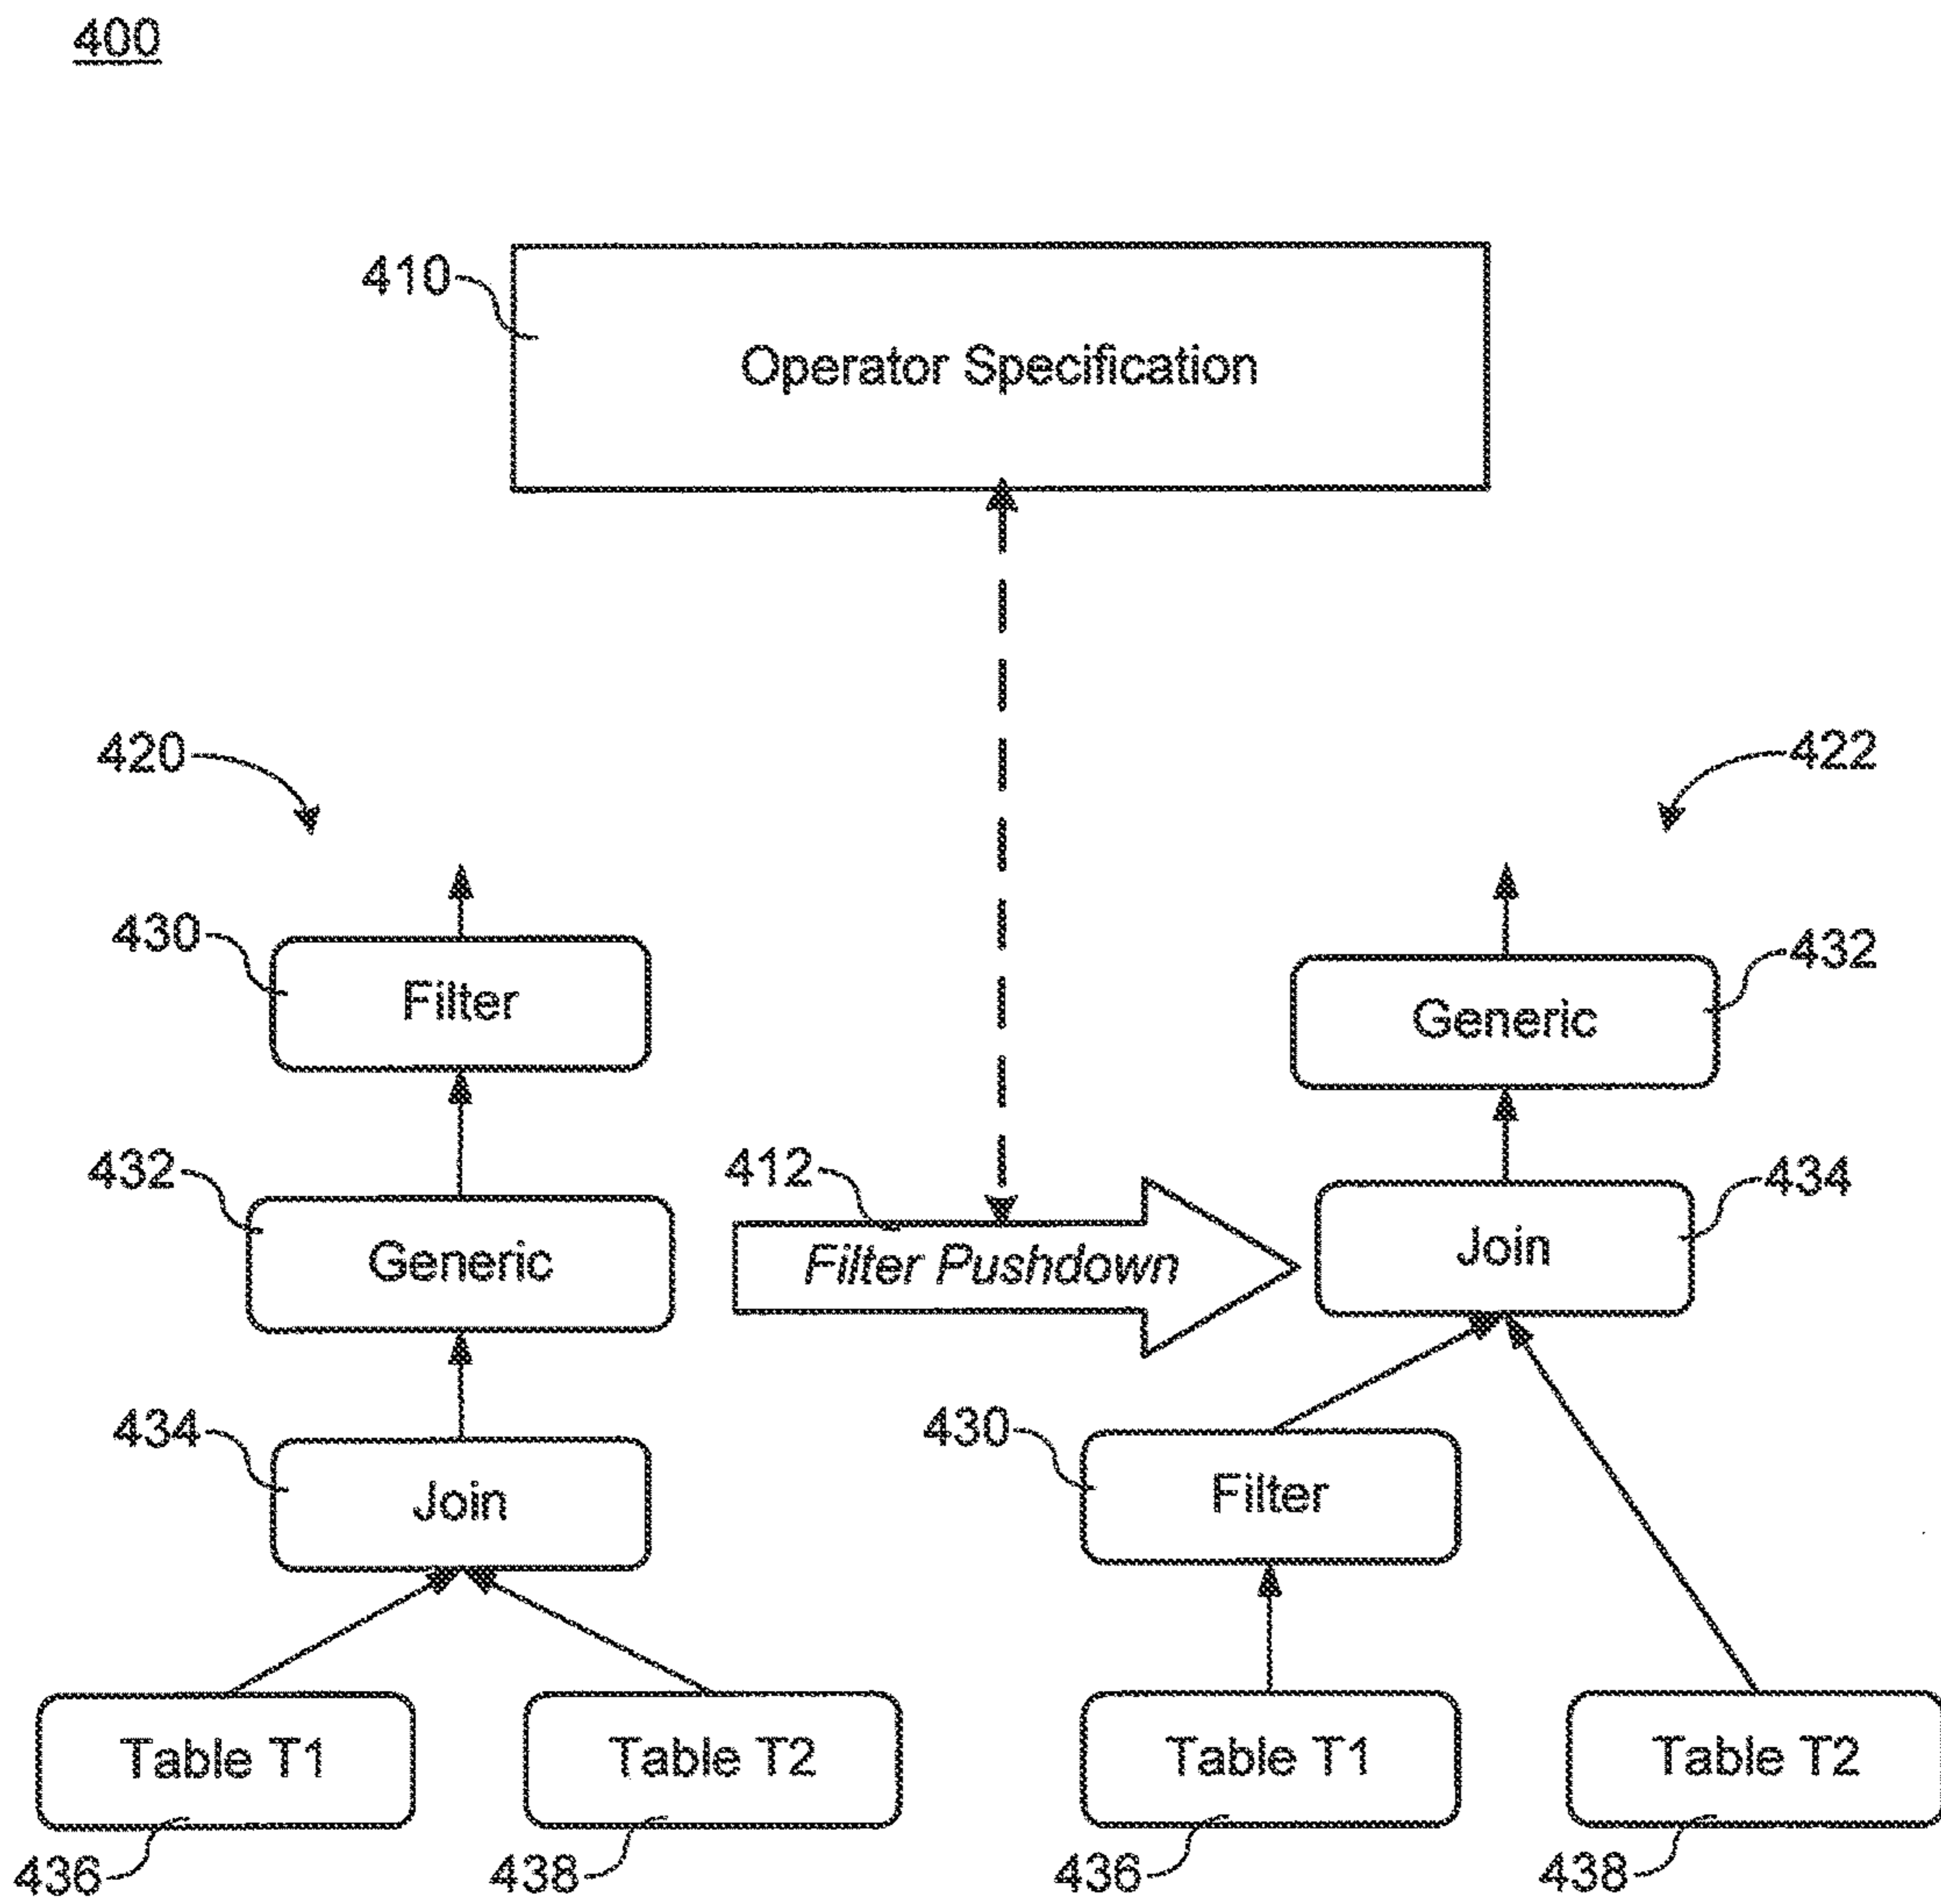 400
410
Operator Specification
420
422
430
Filter
432
Generic
432
Generic
412
Filter Pushdown
434
Join
434
Join
430
Filter
Table T1
Table T2
Table T1
Table T2
436
438
436
438